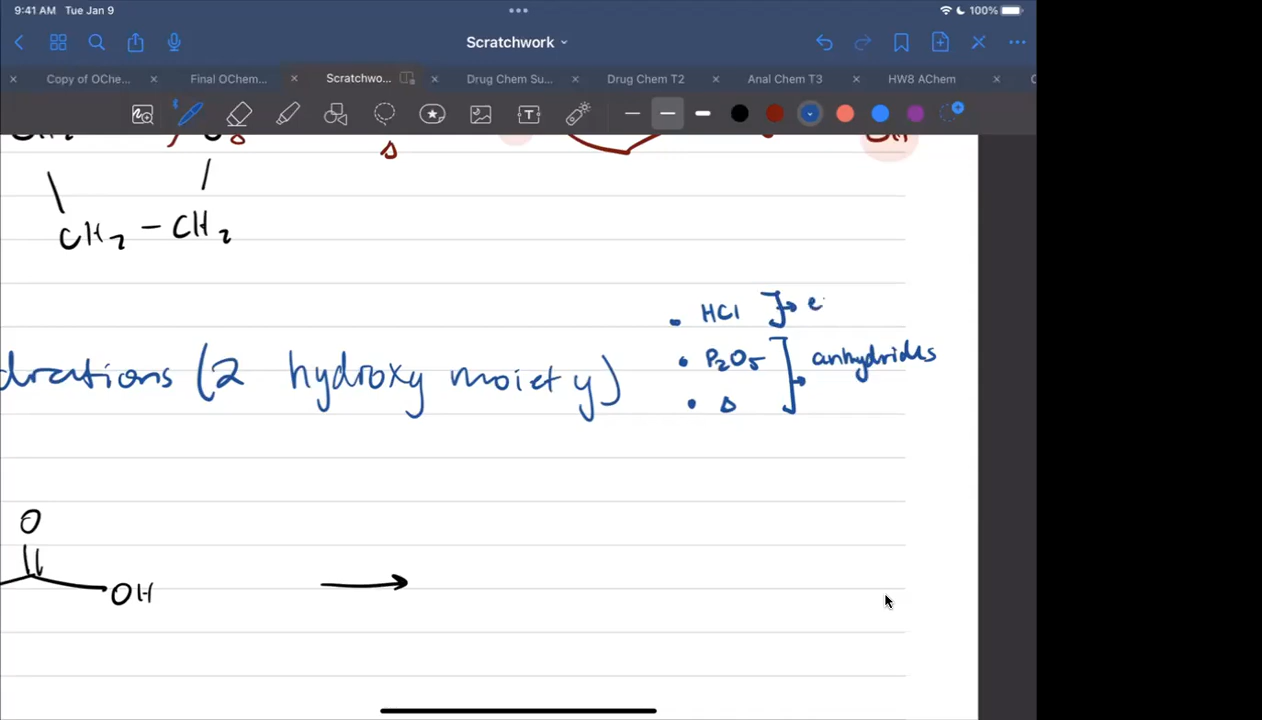 9:41 AM Tue Jan 9
100%
Scratchwork
Copy of OChe...
Final OChem...
Scratchwo...
Drug Chem Su...
Drug Chem T2
Anal Chem T3
HW8 AChem
CH₂ – CH₂
• HCl ]→ e
drations (2 hydroxy moiety)
• P₂O₅ ]→ anhydrides
• Δ
O
OH →